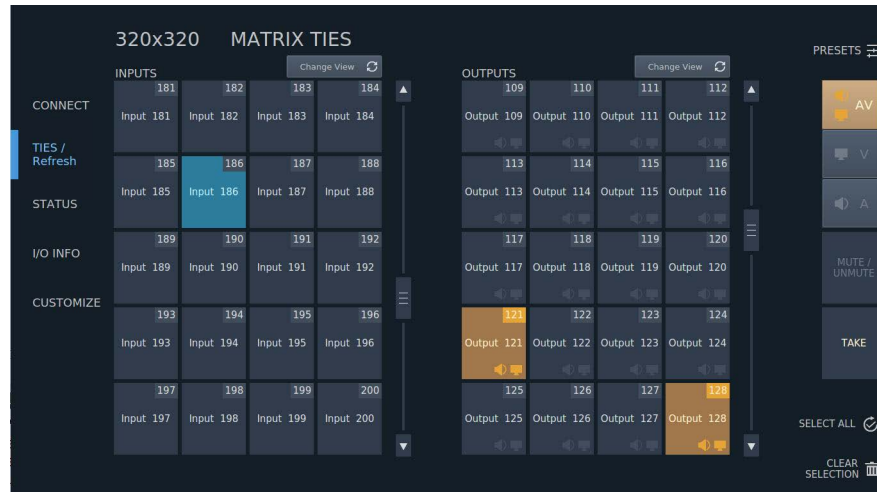 320x320 MATRIX TIES
PRESETS
INPUTS
Change View
OUTPUTS
Change View
CONNECT
TIES /
Refresh
STATUS
I/O INFO
CUSTOMIZE
181 182 183 184
Input 181 Input 182 Input 183 Input 184
185 186 187 188
Input 185 Input 186 Input 187 Input 188
189 190 191 192
Input 189 Input 190 Input 191 Input 192
193 194 195 196
Input 193 Input 194 Input 195 Input 196
197 198 199 200
Input 197 Input 198 Input 199 Input 200
109 110 111 112
Output 109 Output 110 Output 111 Output 112
113 114 115 116
Output 113 Output 114 Output 115 Output 116
117 118 119 120
Output 117 Output 118 Output 119 Output 120
121 122 123 124
Output 121 Output 122 Output 123 Output 124
125 126 127 128
Output 125 Output 126 Output 127 Output 128
AV
V
A
MUTE /
UNMUTE
TAKE
SELECT ALL
CLEAR
SELECTION